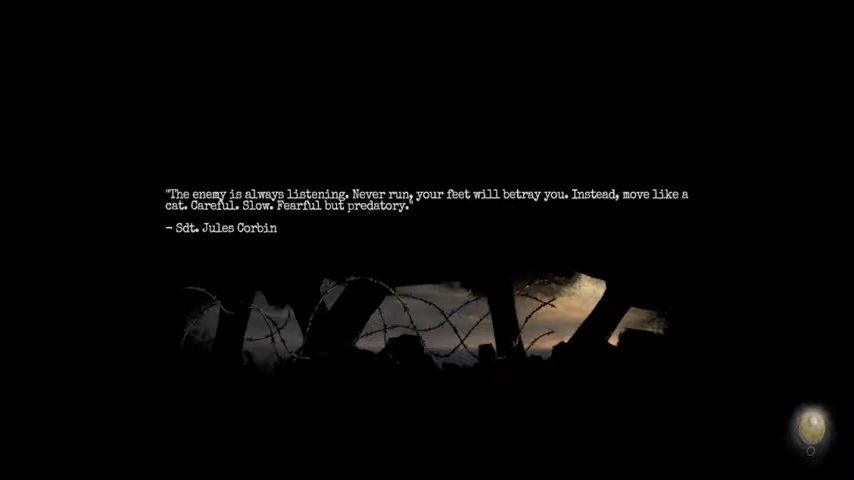 "The enemy is always listening. Never run, your feet will betray you. Instead, move like a
cat. Careful. Slow. Fearful but predatory."
- Sdt. Jules Corbin